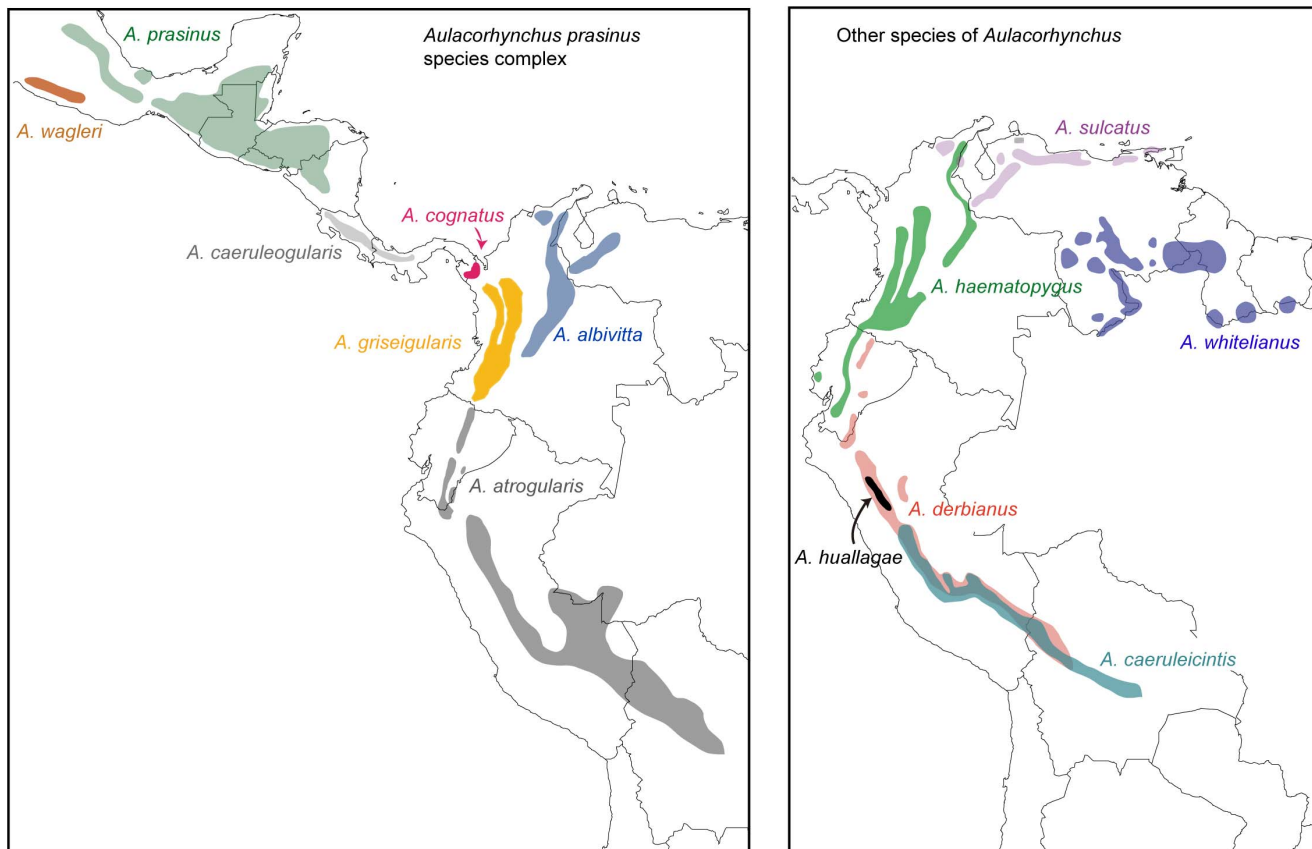 A. prasinus
Aulacorhynchus prasinus
species complex
A. wagleri
A. cognatus
A. caeruleogularis
A. griseigularis
A. albivitta
A. atrogularis
Other species of Aulacorhynchus
A. sulcatus
A. haematopygus
A. whitelianus
A. derbianus
A. huallagae
A. caeruleicintis